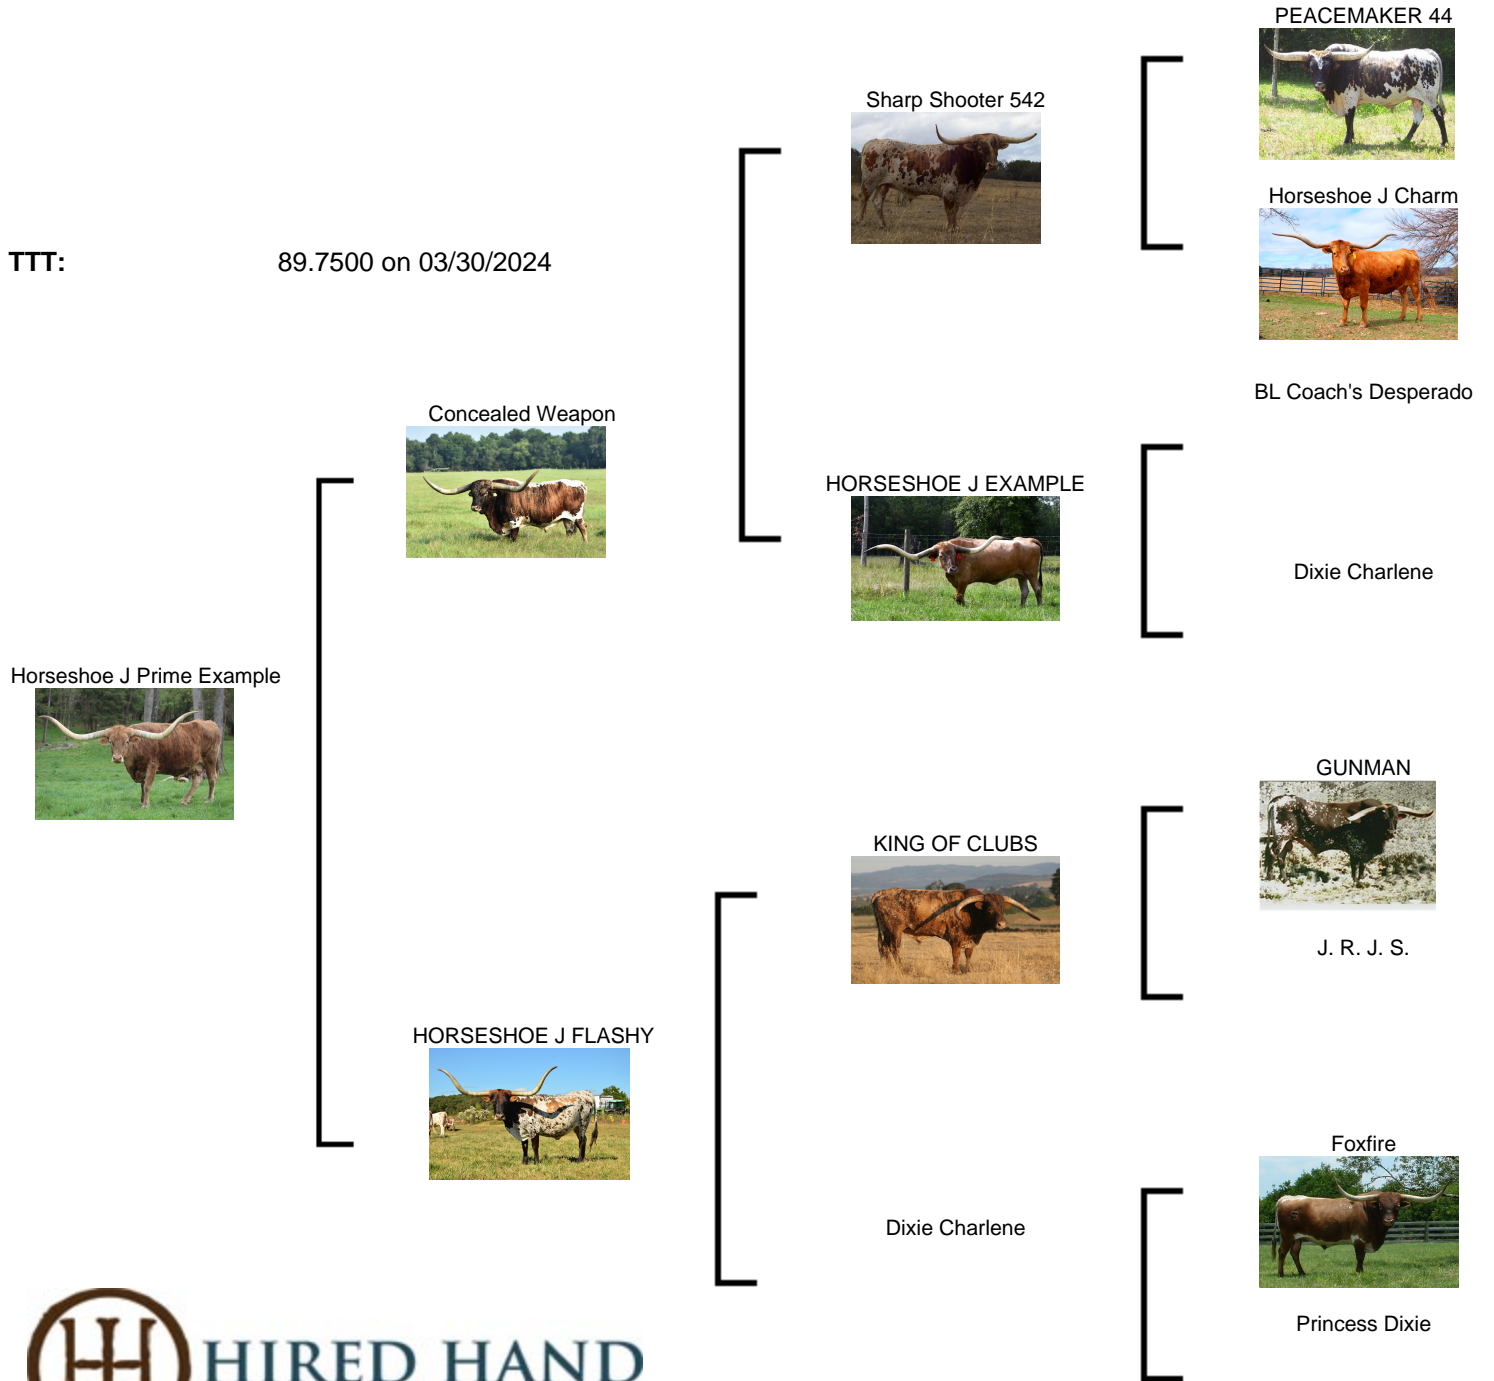 PEACEMAKER 44
Sharp Shooter 542
Horseshoe J Charm
TTT: 89.7500 on 03/30/2024
BL Coach's Desperado
Concealed Weapon
HORSESHOE J EXAMPLE
Dixie Charlene
Horseshoe J Prime Example
GUNMAN
KING OF CLUBS
J. R. J. S.
HORSESHOE J FLASHY
Foxfire
Dixie Charlene
Princess Dixie
HIRED HAND